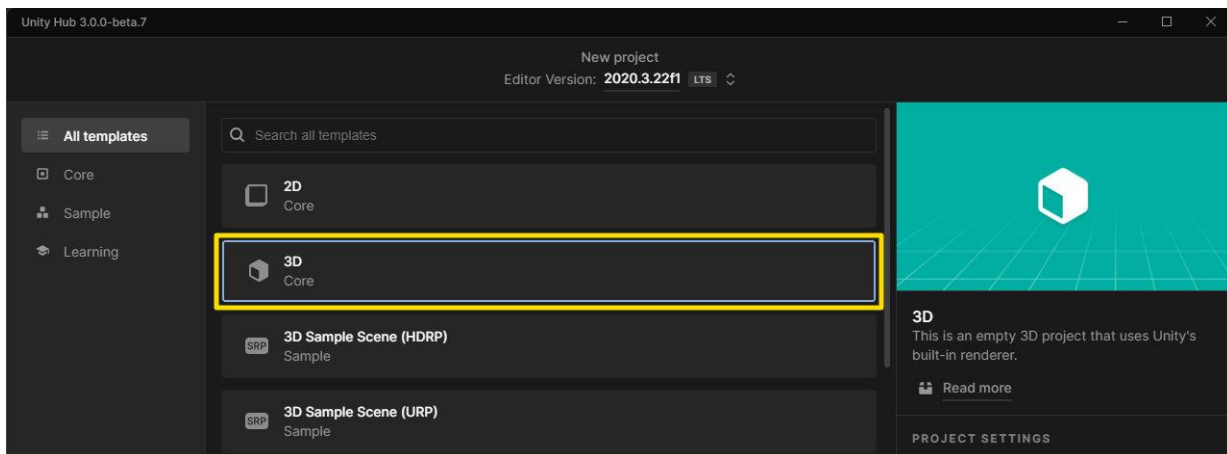 Unity Hub 3.0.0-beta.7
New project
Editor Version: 2020.3.22f1 LTS
All templates
Core
Sample
Learning
Search all templates
2D
Core
3D
Core
SRP
3D Sample Scene (HDRP)
Sample
SRP
3D Sample Scene (URP)
Sample
3D
This is an empty 3D project that uses Unity's
built-in renderer.
Read more
PROJECT SETTINGS